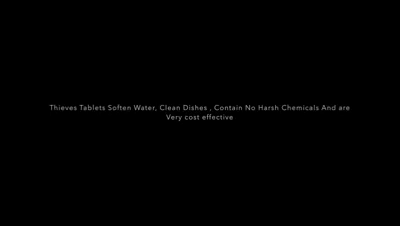 Thieves Tablets Soften Water, Clean Dishes , Contain No Harsh Chemicals And are
Very cost effective